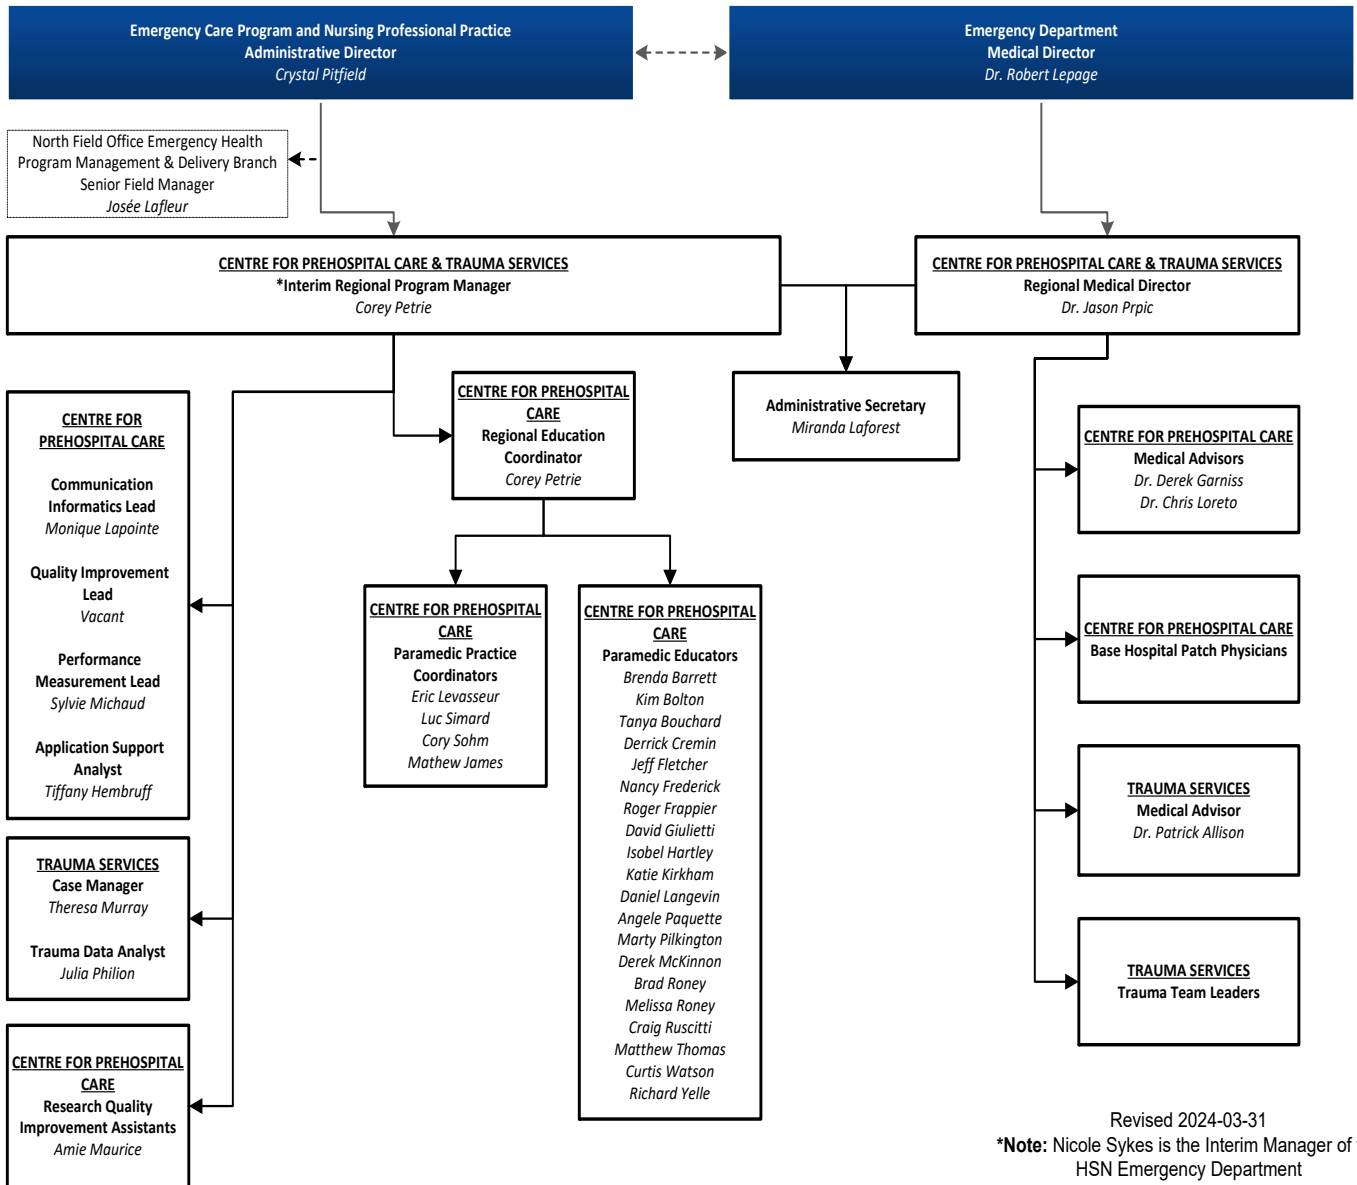 Emergency Care Program and Nursing Professional Practice
Administrative Director
Crystal Pitfield
Emergency Department
Medical Director
Dr. Robert Lepage
North Field Office Emergency Health
Program Management & Delivery Branch
Senior Field Manager
Josée Lafleur
CENTRE FOR PREHOSPITAL CARE & TRAUMA SERVICES
*Interim Regional Program Manager
Corey Petrie
CENTRE FOR PREHOSPITAL CARE & TRAUMA SERVICES
Regional Medical Director
Dr. Jason Prpic
CENTRE FOR
PREHOSPITAL CARE
Communication
Informatics Lead
Monique Lapointe
Quality Improvement
Lead
Vacant
Performance
Measurement Lead
Sylvie Michaud
Application Support
Analyst
Tiffany Hembruff
TRAUMA SERVICES
Case Manager
Theresa Murray
Trauma Data Analyst
Julia Philion
CENTRE FOR PREHOSPITAL
CARE
Research Quality
Improvement Assistants
Amie Maurice
CENTRE FOR PREHOSPITAL
CARE
Regional Education
Coordinator
Corey Petrie
CENTRE FOR PREHOSPITAL
CARE
Paramedic Practice
Coordinators
Eric Levasseur
Luc Simard
Cory Sohm
Mathew James
CENTRE FOR PREHOSPITAL
CARE
Paramedic Educators
Brenda Barrett
Kim Bolton
Tanya Bouchard
Derrick Cremin
Jeff Fletcher
Nancy Frederick
Roger Frappier
David Giulietti
Isobel Hartley
Katie Kirkham
Daniel Langevin
Angele Paquette
Marty Pilkington
Derek McKinnon
Brad Roney
Melissa Roney
Craig Ruscitti
Matthew Thomas
Curtis Watson
Richard Yelle
Administrative Secretary
Miranda Laforest
CENTRE FOR PREHOSPITAL CARE
Medical Advisors
Dr. Derek Garniss
Dr. Chris Loreto
CENTRE FOR PREHOSPITAL CARE
Base Hospital Patch Physicians
TRAUMA SERVICES
Medical Advisor
Dr. Patrick Allison
TRAUMA SERVICES
Trauma Team Leaders
Revised 2024-03-31
*Note: Nicole Sykes is the Interim Manager of
HSN Emergency Department